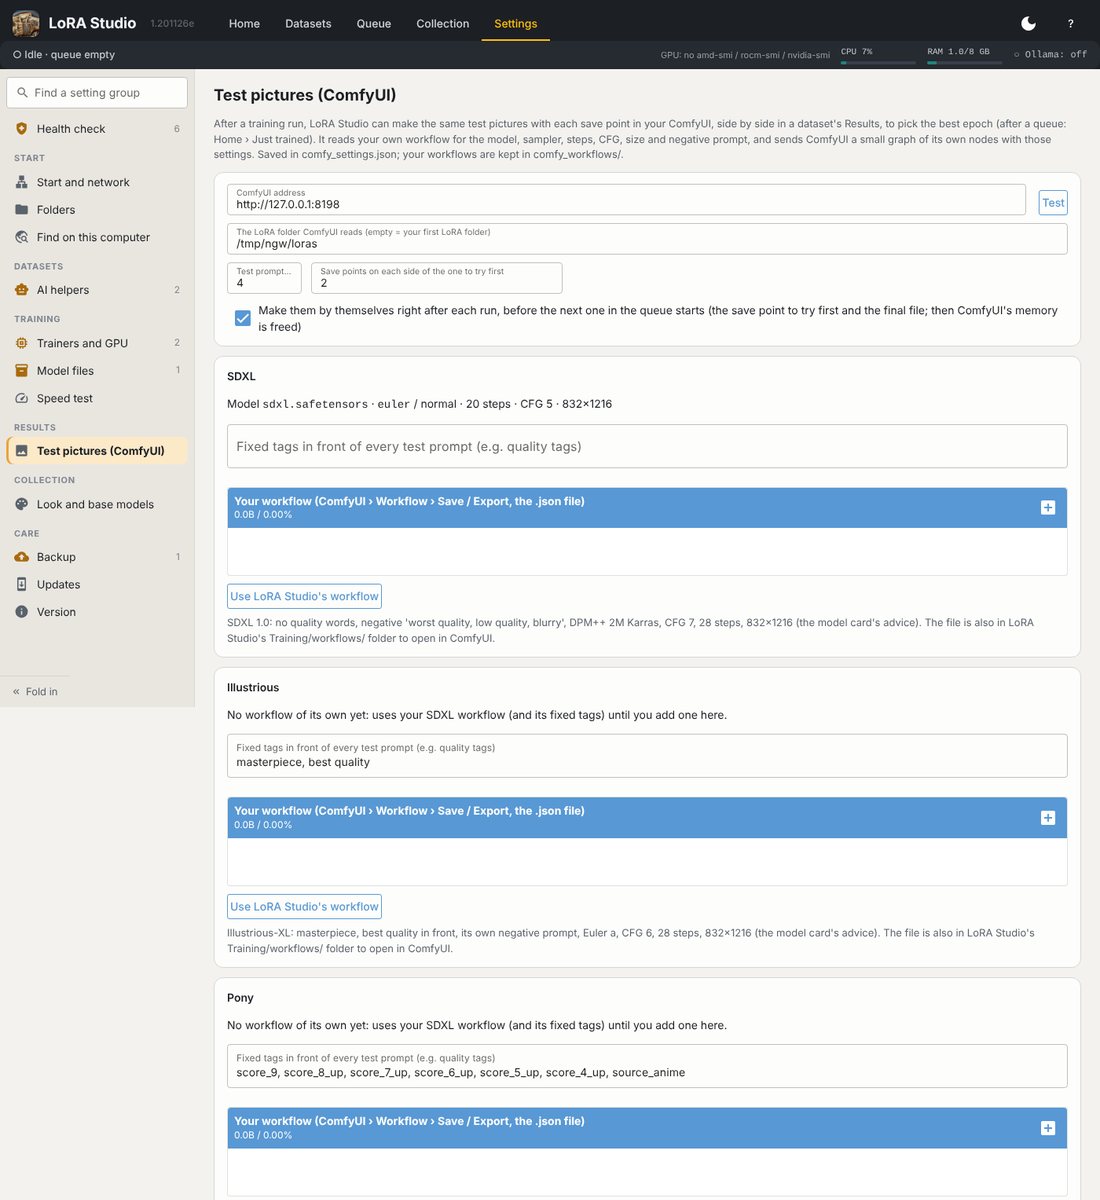 LoRA Studio 1.201126e Home Datasets Queue Collection Settings ?
Idle · queue empty GPU: no amd-smi / rocm-smi / nvidia-smi CPU 7% RAM 1.0/8 GB Ollama: off
Find a setting group
Health check 6
START
Start and network
Folders
Find on this computer
DATASETS
AI helpers 2
TRAINING
Trainers and GPU 2
Model files 1
Speed test
RESULTS
Test pictures (ComfyUI)
COLLECTION
Look and base models
CARE
Backup 1
Updates
Version
« Fold in
Test pictures (ComfyUI)
After a training run, LoRA Studio can make the same test pictures with each save point in your ComfyUI, side by side in a dataset's Results, to pick the best epoch (after a queue:
Home › Just trained). It reads your own workflow for the model, sampler, steps, CFG, size and negative prompt, and sends ComfyUI a small graph of its own nodes with those
settings. Saved in comfy_settings.json; your workflows are kept in comfy_workflows/.
ComfyUI address
http://127.0.0.1:8198
Test
The LoRA folder ComfyUI reads (empty = your first LoRA folder)
/tmp/ngw/loras
Test prompt...
4
Save points on each side of the one to try first
2
Make them by themselves right after each run, before the next one in the queue starts (the save point to try first and the final file; then ComfyUI's memory
is freed)
SDXL
Model sdxl.safetensors · euler / normal · 20 steps · CFG 5 · 832×1216
Fixed tags in front of every test prompt (e.g. quality tags)
Your workflow (ComfyUI › Workflow › Save / Export, the .json file)
0.0B / 0.00%
Use LoRA Studio's workflow
SDXL 1.0: no quality words, negative 'worst quality, low quality, blurry', DPM++ 2M Karras, CFG 7, 28 steps, 832×1216 (the model card's advice). The file is also in LoRA
Studio's Training/workflows/ folder to open in ComfyUI.
Illustrious
No workflow of its own yet: uses your SDXL workflow (and its fixed tags) until you add one here.
Fixed tags in front of every test prompt (e.g. quality tags)
masterpiece, best quality
Your workflow (ComfyUI › Workflow › Save / Export, the .json file)
0.0B / 0.00%
Use LoRA Studio's workflow
Illustrious-XL: masterpiece, best quality in front, its own negative prompt, Euler a, CFG 6, 28 steps, 832×1216 (the model card's advice). The file is also in LoRA Studio's
Training/workflows/ folder to open in ComfyUI.
Pony
No workflow of its own yet: uses your SDXL workflow (and its fixed tags) until you add one here.
Fixed tags in front of every test prompt (e.g. quality tags)
score_9, score_8_up, score_7_up, score_6_up, score_5_up, score_4_up, source_anime
Your workflow (ComfyUI › Workflow › Save / Export, the .json file)
0.0B / 0.00%